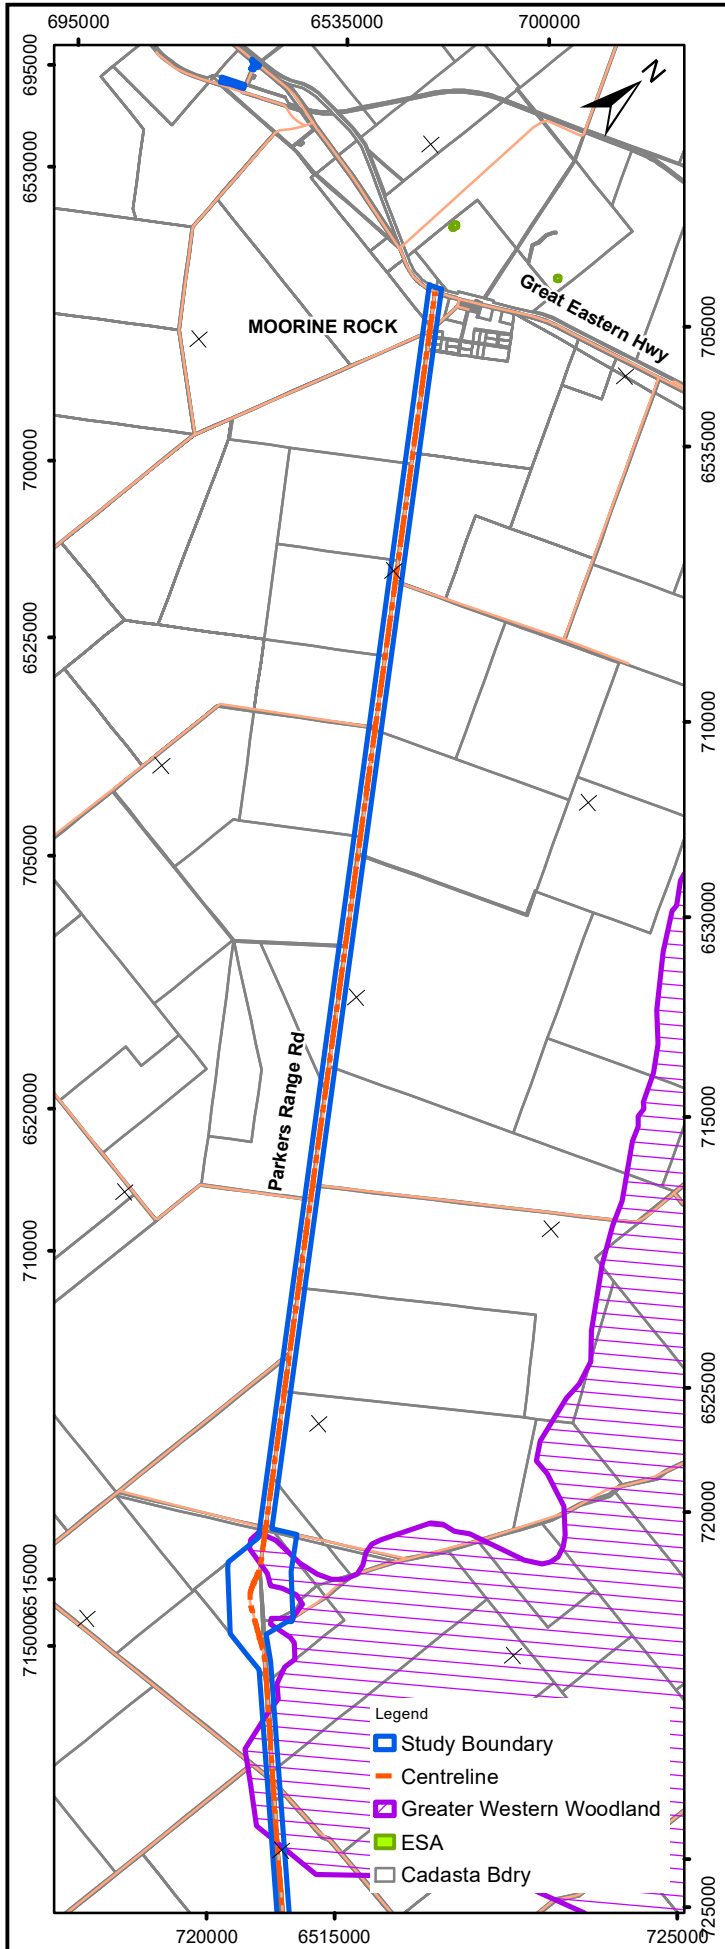 695000 6535000 700000
695000
6530000
N
Great Eastern Hwy
MOORINE ROCK
705000
700000
6535000
6525000
710000
705000
6530000
Parkers Range Rd
6520000
715000
710000
6525000
720000
6515000
715000
Legend
Study Boundary
Centreline
Greater Western Woodland
ESA
Cadasta Bdry
725000
720000 6515000 725000